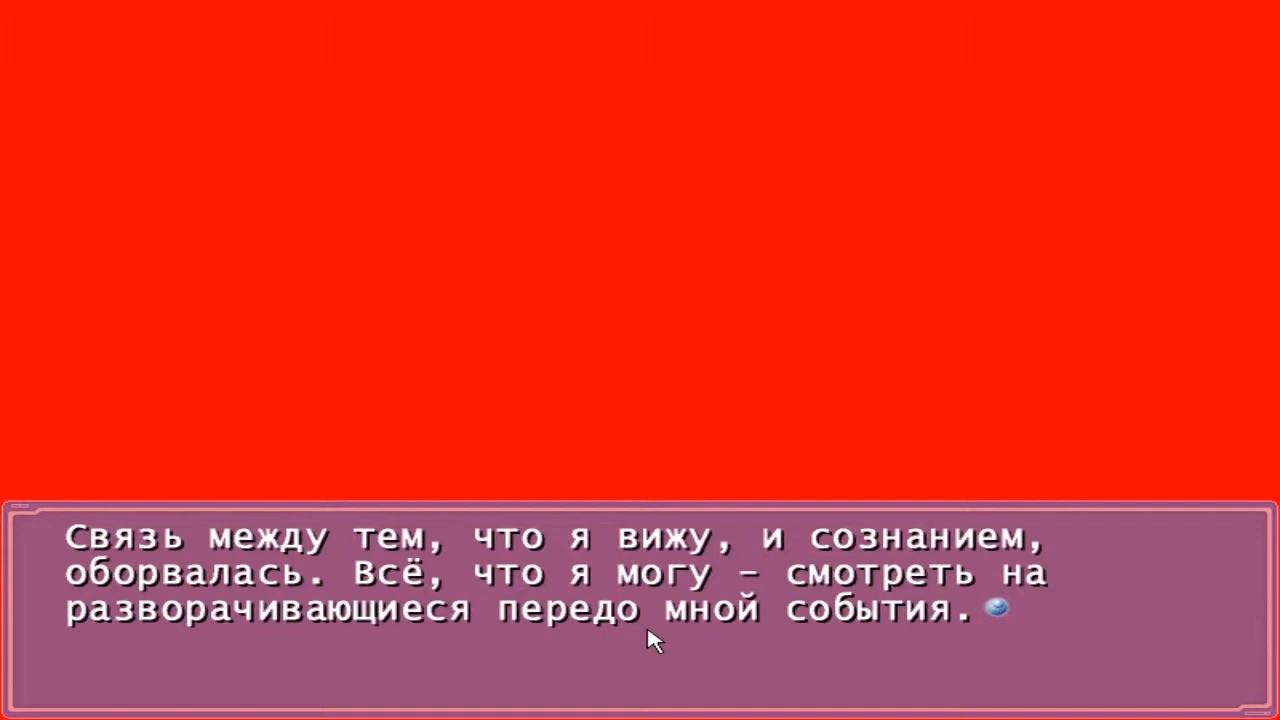 Связь между тем, что я вижу, и сознанием,
оборвалась. Всё, что я могу – смотреть на
разворачивающиеся передо мной события.